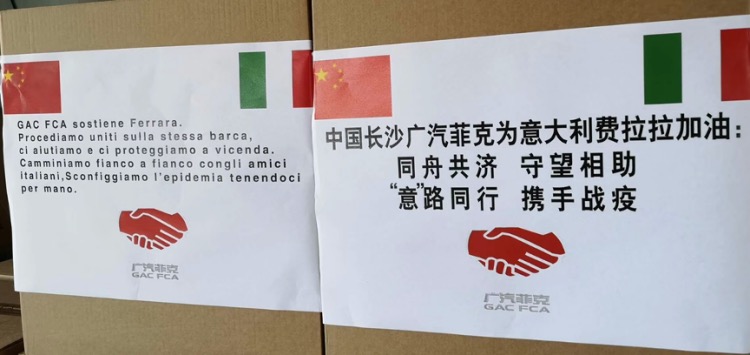 GAC FCA sostiene Ferrara.
Procediamo uniti sulla stessa barca,
ci aiutiamo e ci proteggiamo a vicenda.
Camminiamo fianco a fianco congli amici
italiani,Sconfiggiamo l'epidemia tenendoci
per mano.
广汽菲克
GAC FCA
中国长沙广汽菲克为意大利费拉拉加油:
同舟共济 守望相助
“意”路同行 携手战疫
广汽菲克
GAC FCA